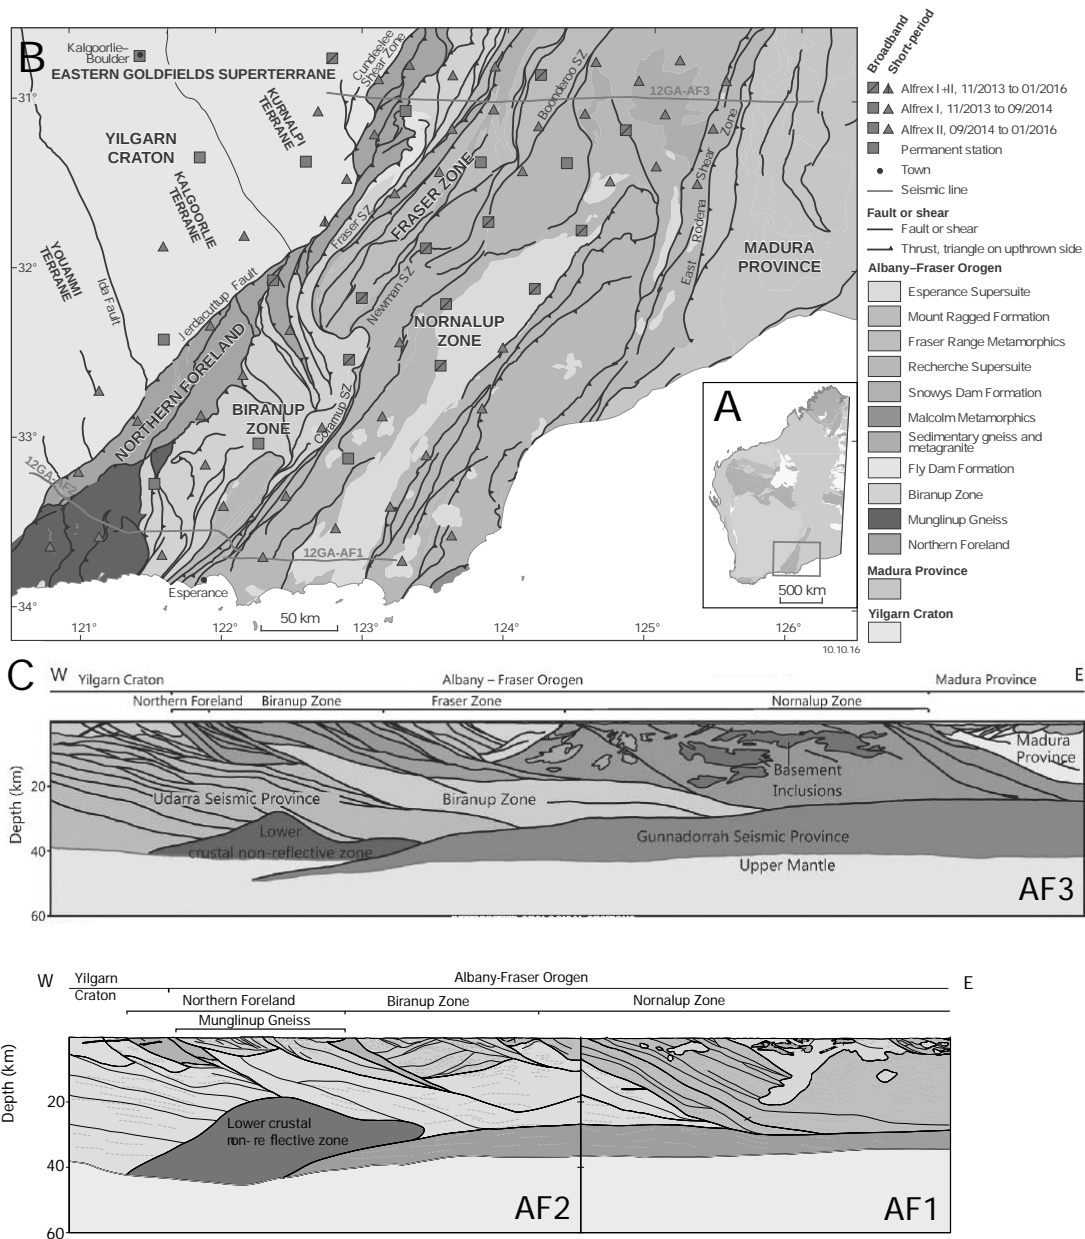 B
Kalgoorlie–
Boulder
EASTERN GOLDFIELDS SUPERTERRANE
Cundeelee
Shear Zone
31°
KURNALPI
TERRANE
YILGARN
CRATON
KALGOORLIE
TERRANE
YOUANMI
TERRANE
Ida Fault
Jerdacuttup Fault
Fraser SZ
FRASER ZONE
Newman SZ
Boonderoo SZ
12GA-AF3
East Rodona Shear Zone
MADURA
PROVINCE
32°
NORNALUP
ZONE
NORTHERN FORELAND
BIRANUP
ZONE
Coramup SZ
33°
12GA-AF2
12GA-AF1
Esperance
34°
50 km
121°
122°
123
124
125
126°
10.10.16
A
500 km
Broadband
Short-period
Alfrex I+II, 11/2013 to 01/2016
Alfrex I, 11/2013 to 09/2014
Alfrex II, 09/2014 to 01/2016
Permanent station
Town
Seismic line
Fault or shear
Fault or shear
Thrust, triangle on upthrown side
Albany–Fraser Orogen
Esperance Supersuite
Mount Ragged Formation
Fraser Range Metamorphics
Recherche Supersuite
Snowys Dam Formation
Malcolm Metamorphics
Sedimentary gneiss and
metagranite
Fly Dam Formation
Biranup Zone
Munglinup Gneiss
Northern Foreland
Madura Province
Yilgarn Craton
C
W
Yilgarn Craton
Albany – Fraser Orogen
Madura Province
E
Northern Foreland
Biranup Zone
Fraser Zone
Nornalup Zone
Depth (km)
20
40
60
Madura
Province
Basement
Inclusions
Udarra Seismic Province
Biranup Zone
Lower
crustal non-reflective zone
Gunnadorrah Seismic Province
Upper Mantle
AF3
W
Yilgarn
Craton
Albany-Fraser Orogen
E
Northern Foreland
Biranup Zone
Nornalup Zone
Munglinup Gneiss
Depth (km)
20
40
60
Lower crustal
non- re flective zone
AF2
AF1